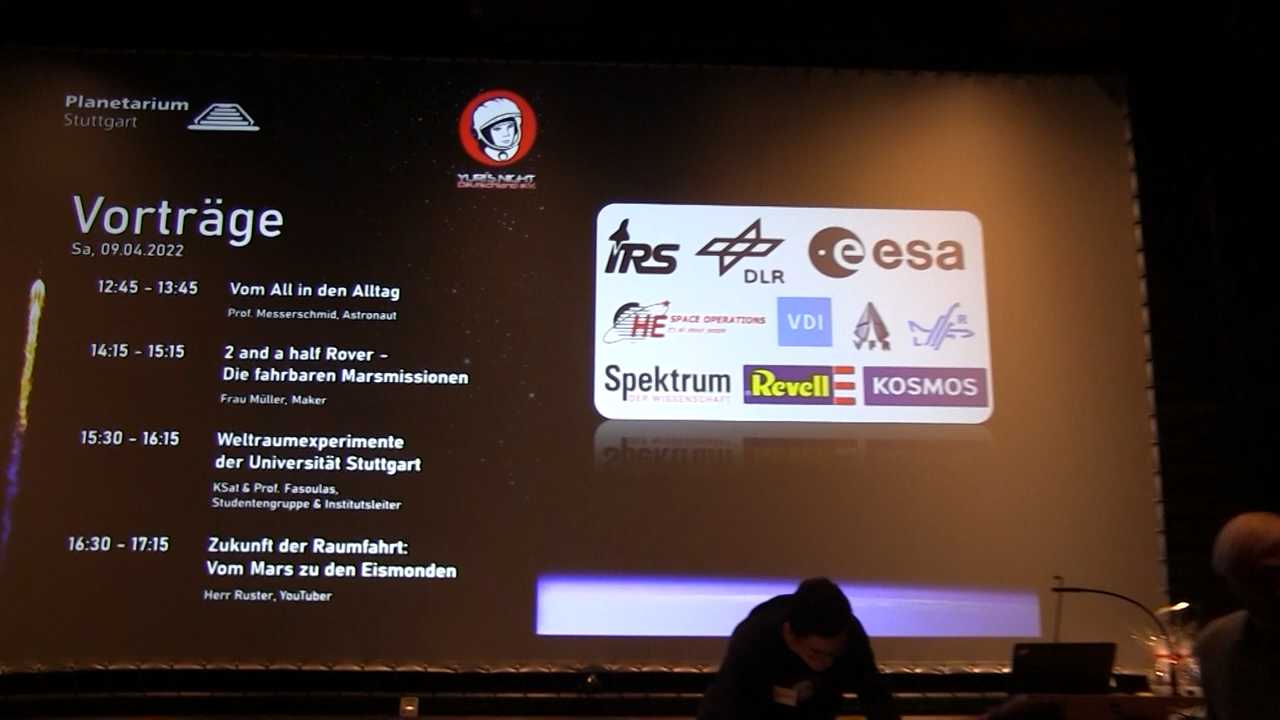 Planetarium
Stuttgart
YURI'S NIGHT
Deutschland e.V.
Vorträge
Sa, 09.04.2022
12:45 - 13:45
Vom All in den Alltag
Prof. Messerschmid, Astronaut
14:15 - 15:15
2 and a half Rover -
Die fahrbaren Marsmissionen
Frau Müller, Maker
15:30 - 16:15
Weltraumexperimente
der Universität Stuttgart
KSat & Prof. Fasoulas,
Studentengruppe & Institutsleiter
16:30 - 17:15
Zukunft der Raumfahrt:
Vom Mars zu den Eismonden
Herr Ruster, YouTuber
IRS
DLR
esa
HE SPACE OPERATIONS
VDI
VFR
LR
Spektrum
DER WISSENSCHAFT
Revell
KOSMOS